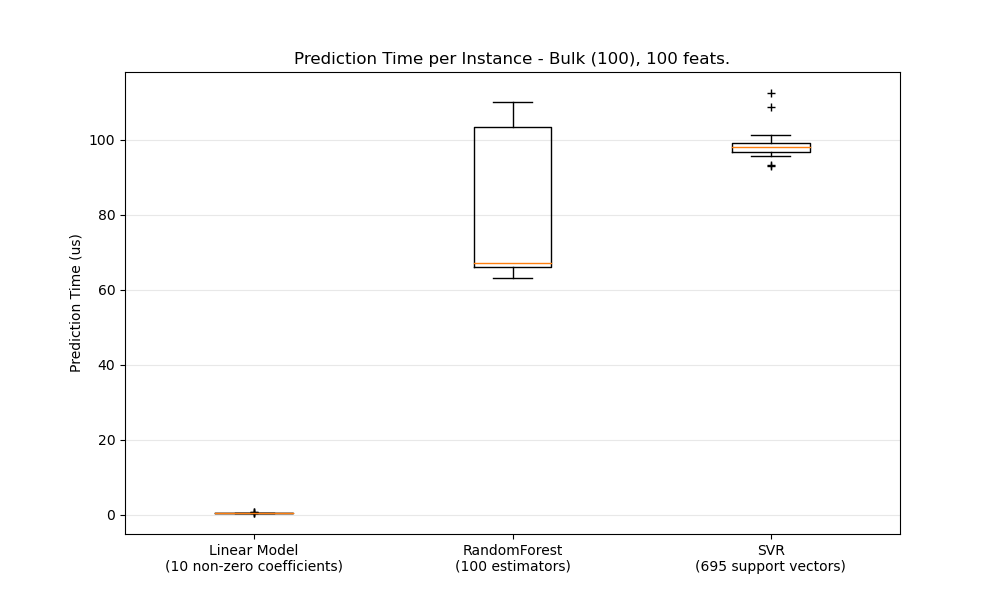 Prediction Time per Instance - Bulk (100), 100 feats.
Prediction Time (us)
100
80
60
40
20
0
Linear Model
(10 non-zero coefficients)
RandomForest
(100 estimators)
SVR
(695 support vectors)